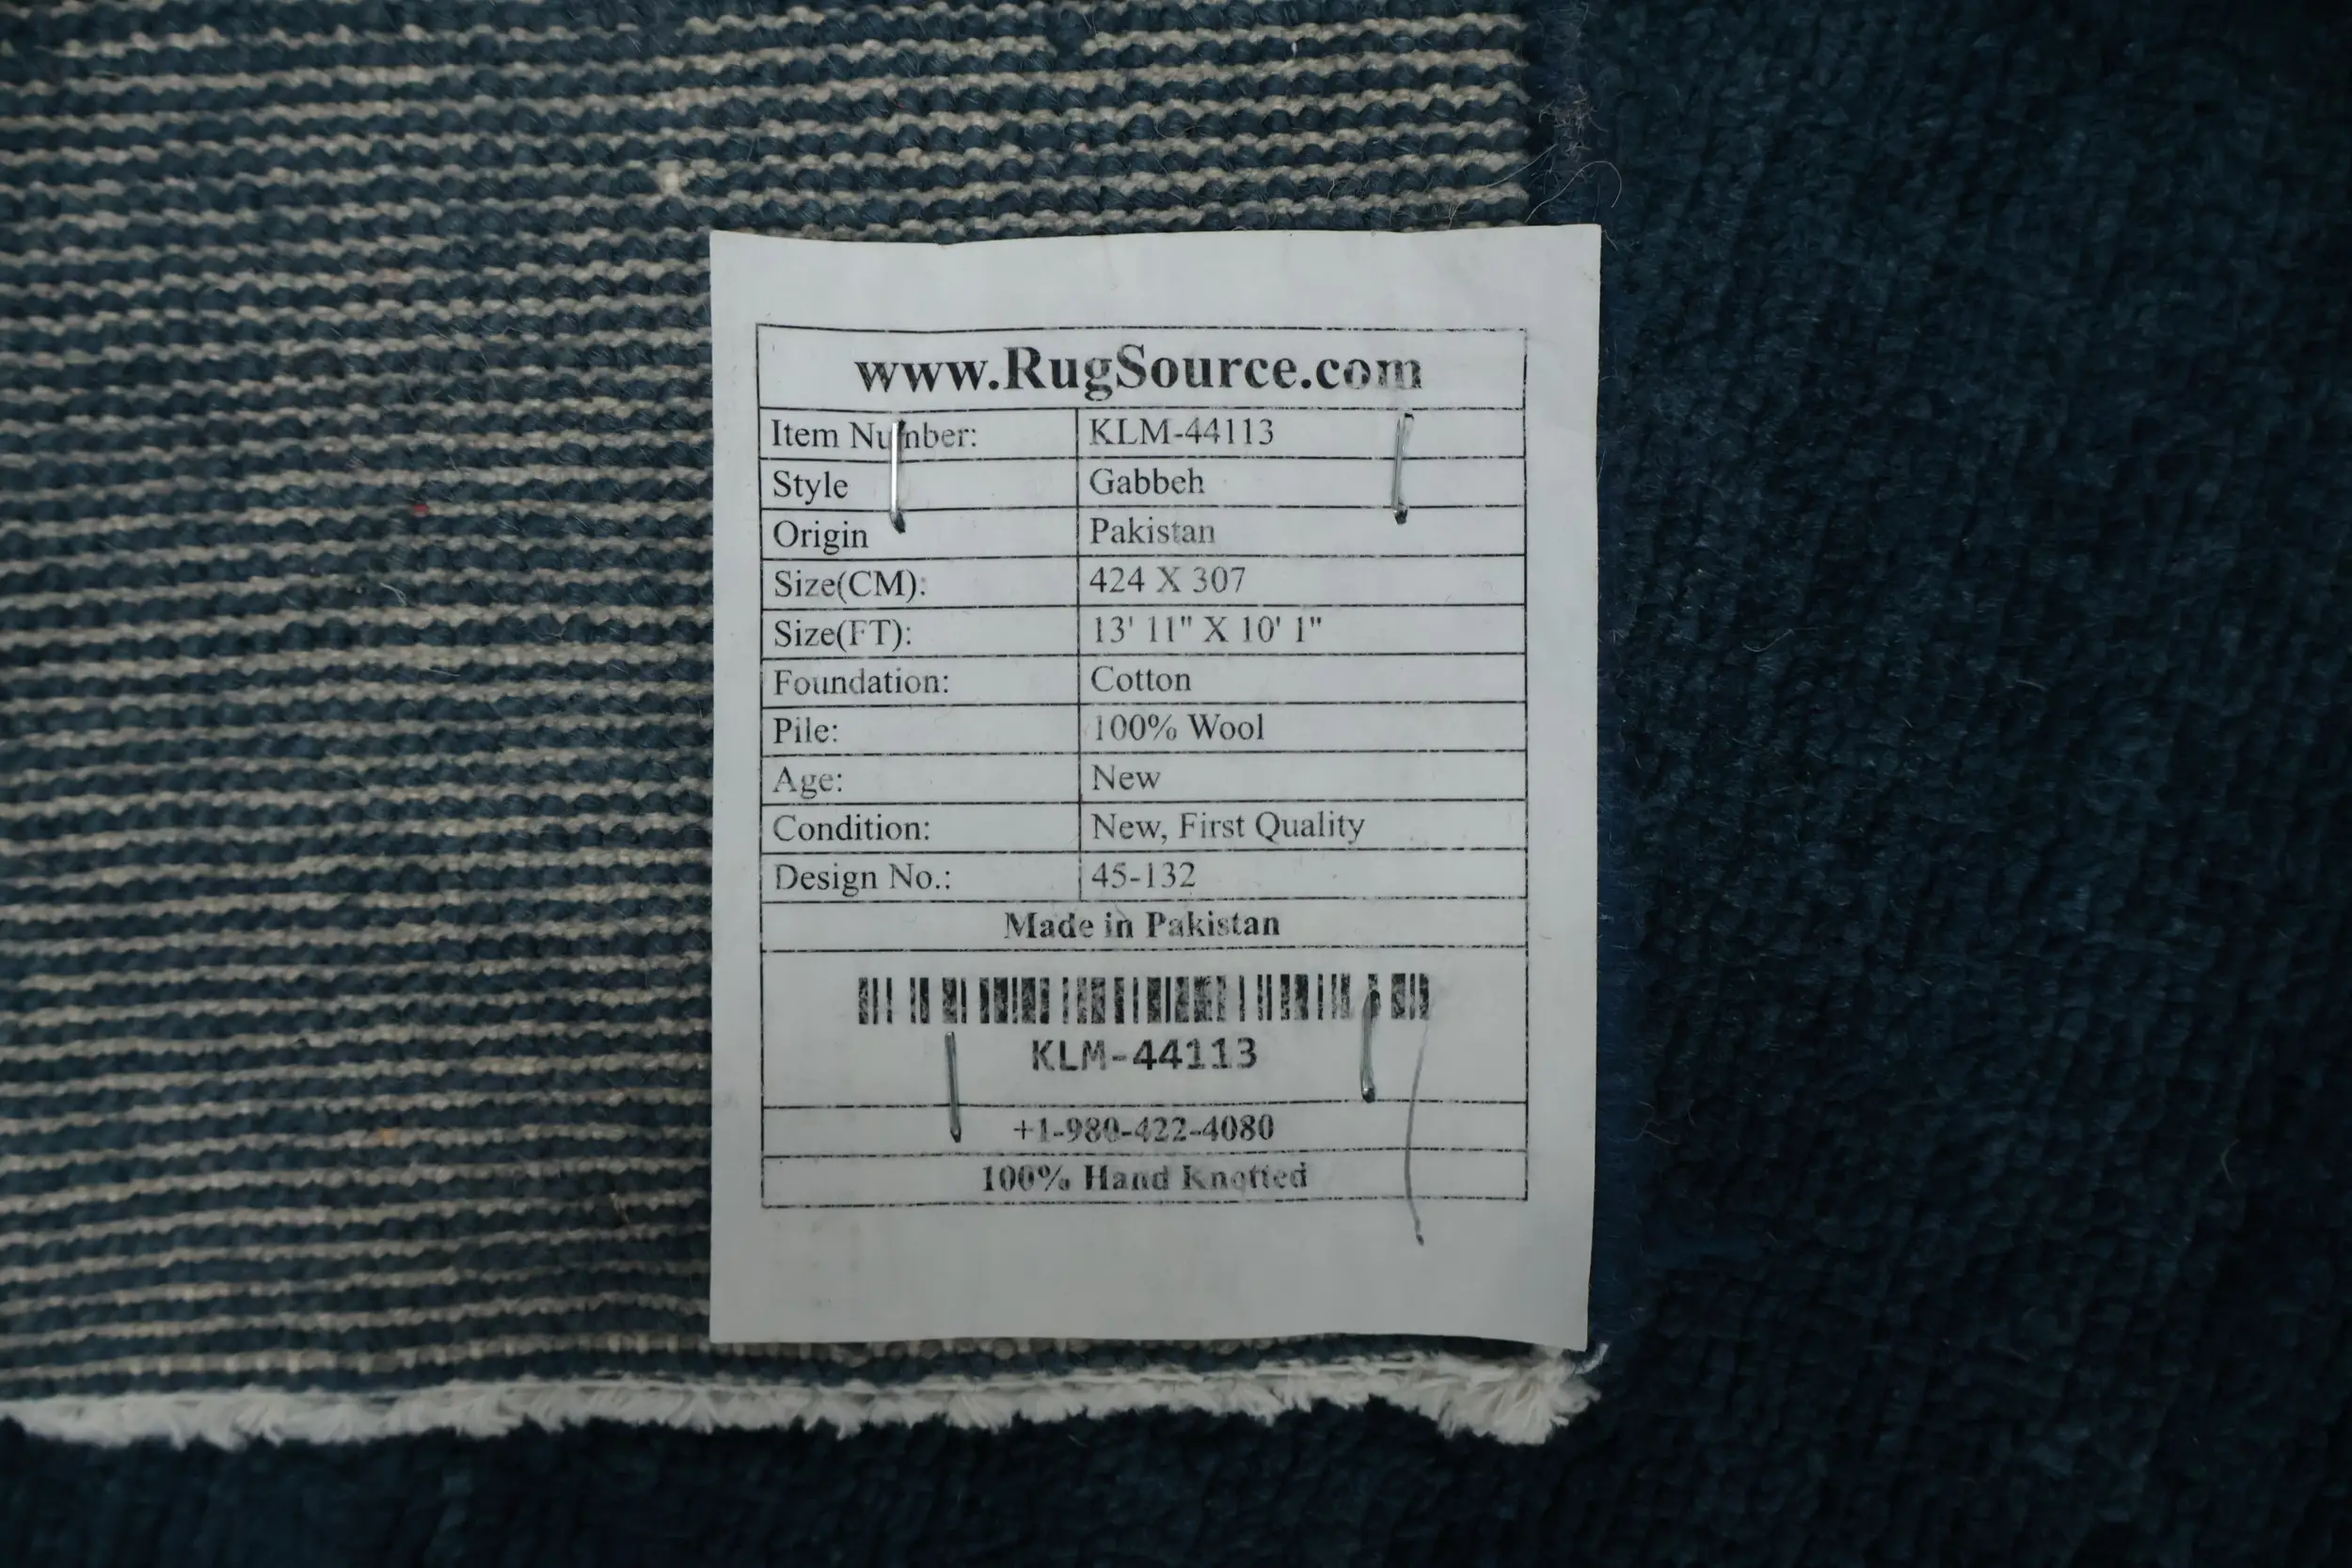 www.RugSource.com
Item Number: KLM-44113
Style Gabbeh
Origin Pakistan
Size(CM): 424 X 307
Size(FT): 13' 11" X 10' 1"
Foundation: Cotton
Pile: 100% Wool
Age: New
Condition: New, First Quality
Design No.: 45-132
Made in Pakistan
KLM-44113
+1-980-422-4080
100% Hand Knotted